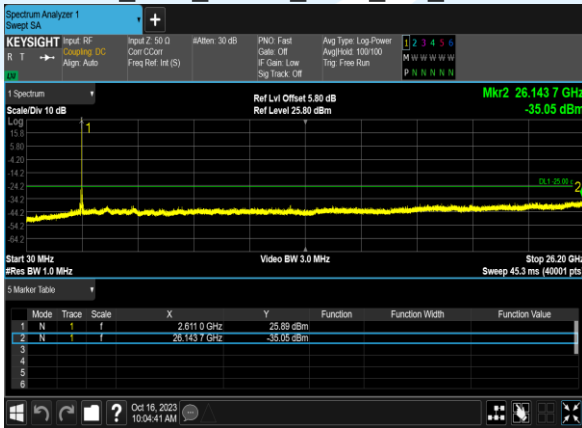 Spectrum Analyzer 1
Swept SA
KEYSIGHT Input: RF Input Z: 50 Ω #Atten: 30 dB PNO: Fast Avg Type: Log-Power 1 2 3 4 5 6
R T Coupling: DC Corr CCorr Gate: Off Avg|Hold: 100/100 M W W W W W
Align: Auto Freq Ref: Int (S) IF Gain: Low Trig: Free Run P N N N N N
Sig Track: Off
1 Spectrum Ref Lvl Offset 5.80 dB Mkr2 26.143 7 GHz
Scale/Div 10 dB Ref Level 25.80 dBm -35.05 dBm
Log
1
15.8
5.80
-4.20
-14.2
DL1 -25.00
-24.2 2
-34.2
-44.2
-54.2
-64.2
Start 30 MHz Video BW 3.0 MHz Stop 26.20 GHz
#Res BW 1.0 MHz Sweep 45.3 ms (40001 pts
5 Marker Table
Mode Trace Scale X Y Function Function Width Function Value
1 N 1 f 2.611 0 GHz 25.89 dBm
2 N 1 f 26.143 7 GHz -35.05 dBm
3
4
5
6
? Oct 16, 2023
10:04:41 AM